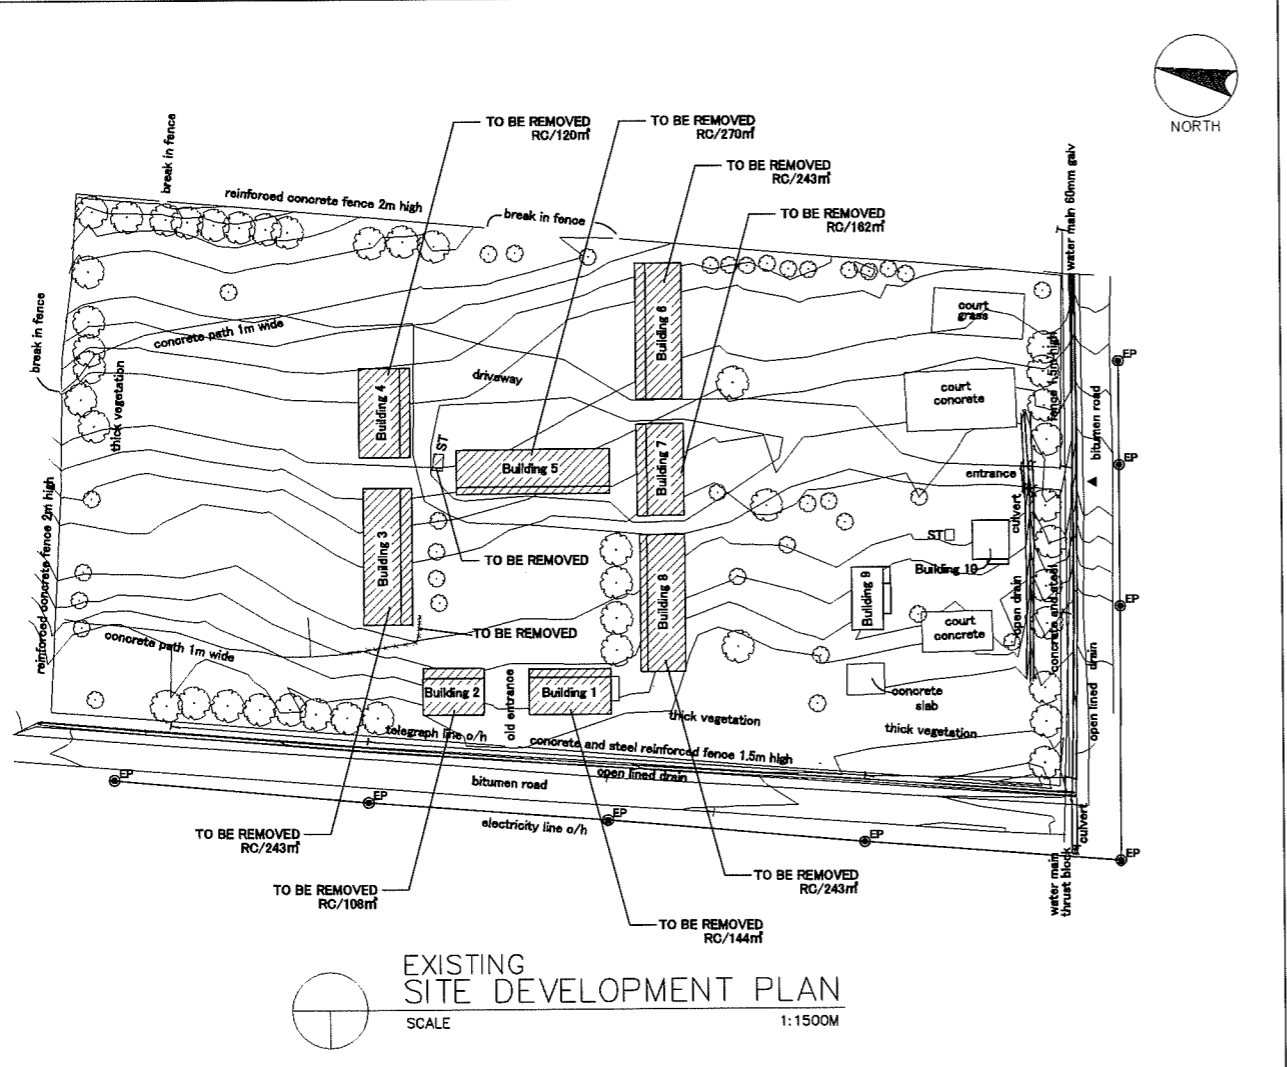 NORTH
TO BE REMOVED
RC/120㎡
TO BE REMOVED
RC/270㎡
TO BE REMOVED
RC/243㎡
TO BE REMOVED
RC/162㎡
break in fence
reinforced concrete fence 2m high
break in fence
water main 60mm galv
break in fence
concrete path 1m wide
thick vegetation
driveway
Building 4
Building 6
court
grass
court
concrete
fence 1.5m high
bitumen road
EP
EP
EP
ST
Building 5
Building 7
entrance
culvert
reinforced concrete fence 2m high
Building 3
TO BE REMOVED
Building 8
ST
Building 10
Building 9
court
concrete
open drain
concrete and steel
TO BE REMOVED
concrete path 1m wide
Building 2
old entrance
Building 1
concrete
slab
thick vegetation
thick vegetation
open lined drain
telegraph line o/h
concrete and steel reinforced fence 1.5m high
open lined drain
bitumen road
electricity line o/h
EP
EP
EP
EP
EP
culvert
water main
thrust block
TO BE REMOVED
RC/243㎡
TO BE REMOVED
RC/108㎡
TO BE REMOVED
RC/243㎡
TO BE REMOVED
RC/144㎡
EXISTING
SITE DEVELOPMENT PLAN
SCALE 1:1500M